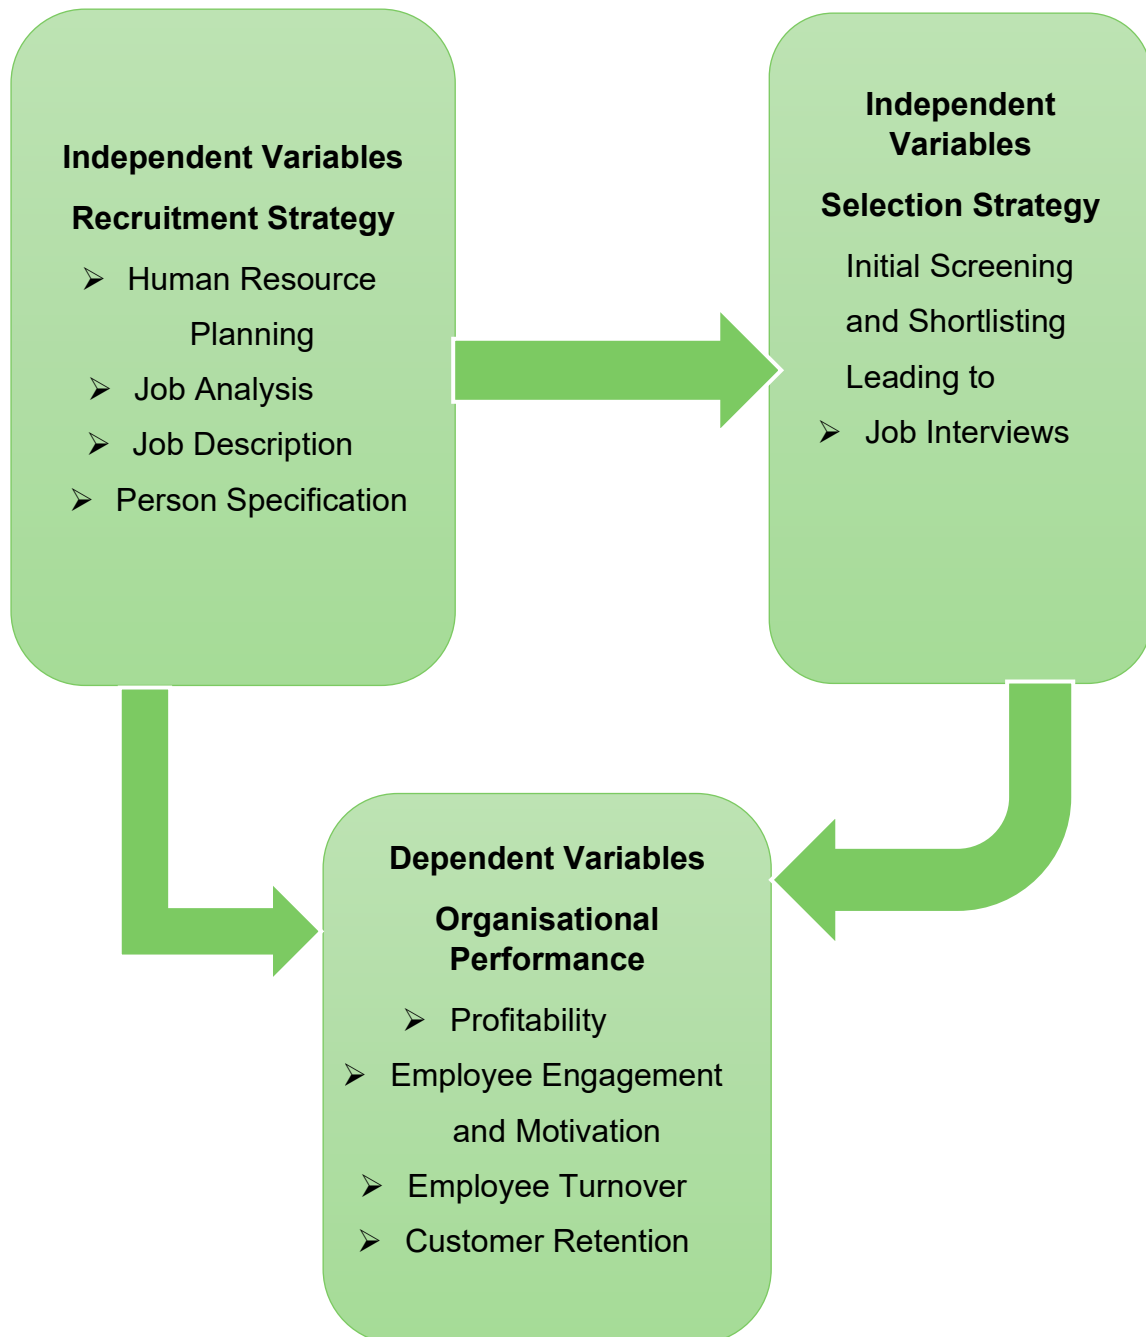 Independent Variables
Recruitment Strategy
➢ Human Resource
Planning
➢ Job Analysis
➢ Job Description
➢ Person Specification
Independent
Variables
Selection Strategy
Initial Screening
and Shortlisting
Leading to
➢ Job Interviews
Dependent Variables
Organisational
Performance
➢ Profitability
➢ Employee Engagement
and Motivation
➢ Employee Turnover
➢ Customer Retention